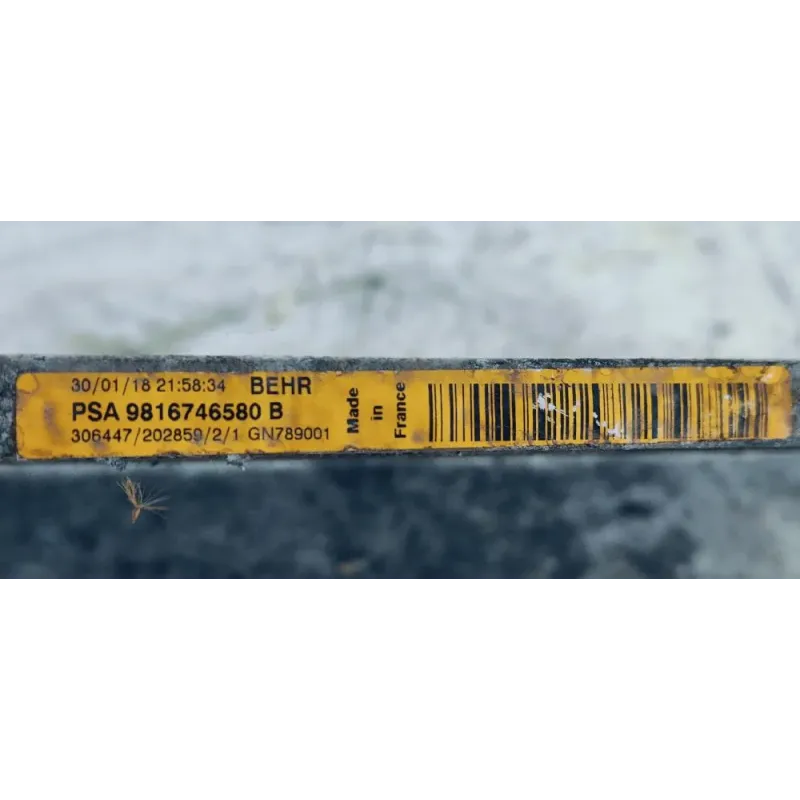 30/01/18 21:58:34 BEHR
PSA 9816746580 B
306447/202859/2/1 GN789001
Made
in
France